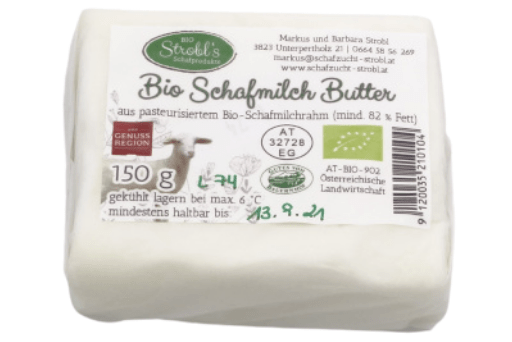 BIO
Strobl's
Schafprodukte
Markus und Barbara Strobl
3823 Unterpertholz 21 | 0664 58 56 269
markus@schafzucht-strobl.at
www.schafzucht-strobl.at
Bio Schafmilch Butter
aus pasteurisiertem Bio-Schafmilchrahm (mind. 82 % Fett)
GENUSS
REGION
AT
32728
EG
AT-BIO-902
Österreichische
Landwirtschaft
GUTES VOM
BAUERNHOF
150 g
L 74
gekühlt lagern bei max. 6 °C
mindestens haltbar bis: 13.9.21
9 120035 210104